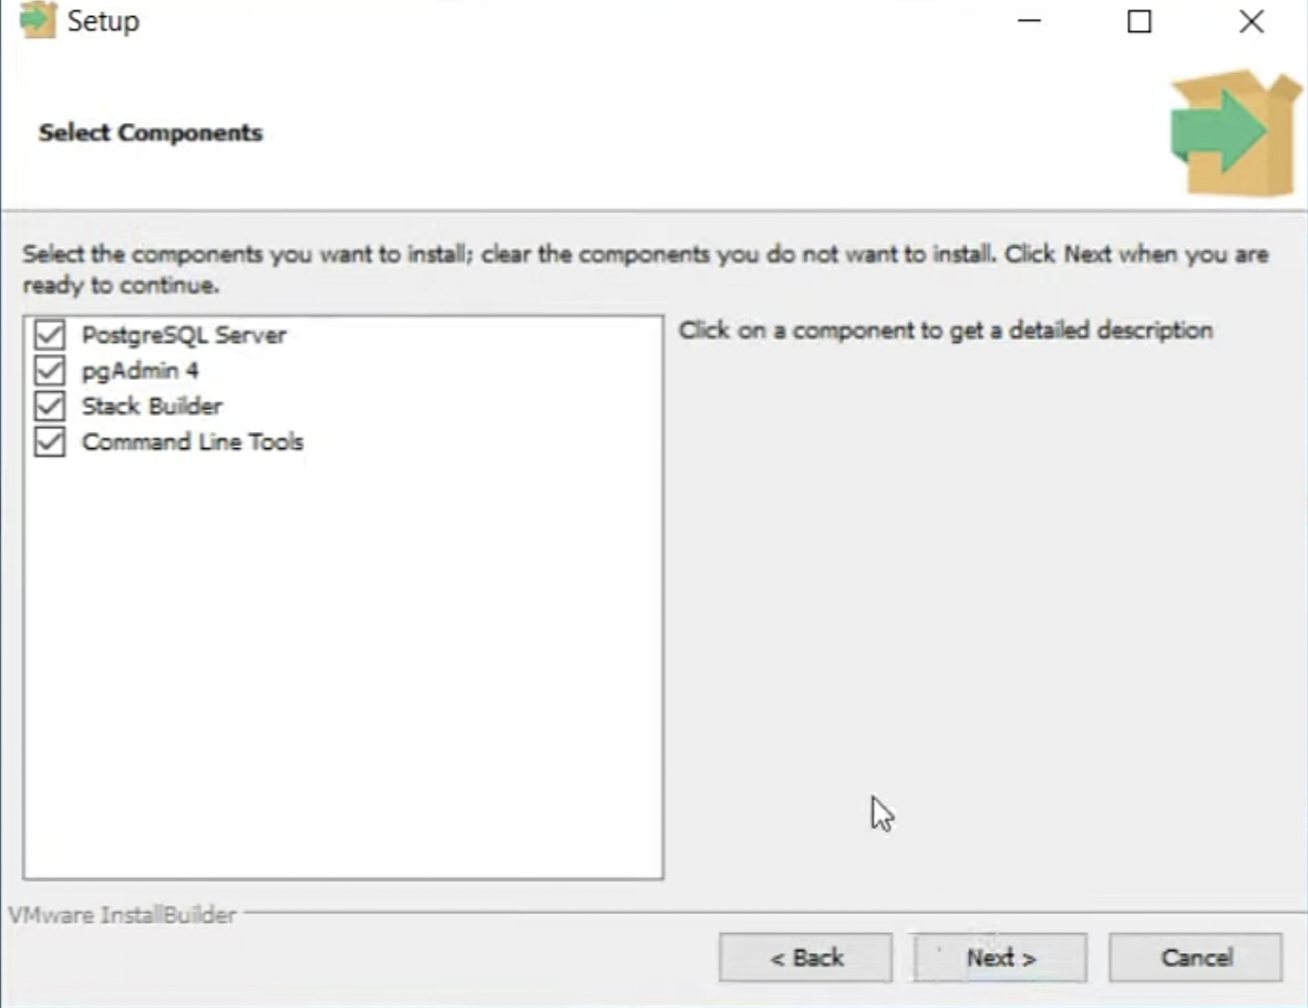 Setup
Select Components
Select the components you want to install; clear the components you do not want to install. Click Next when you are
ready to continue.
PostgreSQL Server
pgAdmin 4
Stack Builder
Command Line Tools
Click on a component to get a detailed description
VMware InstallBuilder
< Back
Next >
Cancel